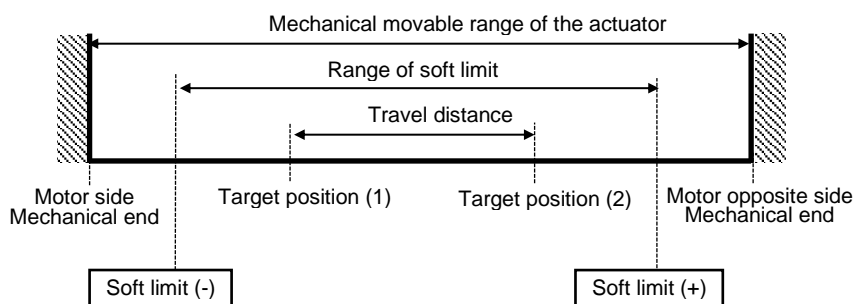 Mechanical movable range of the actuator
Range of soft limit
Travel distance
Motor side
Mechanical end
Target position (1)
Target position (2)
Motor opposite side
Mechanical end
Soft limit (-)
Soft limit (+)